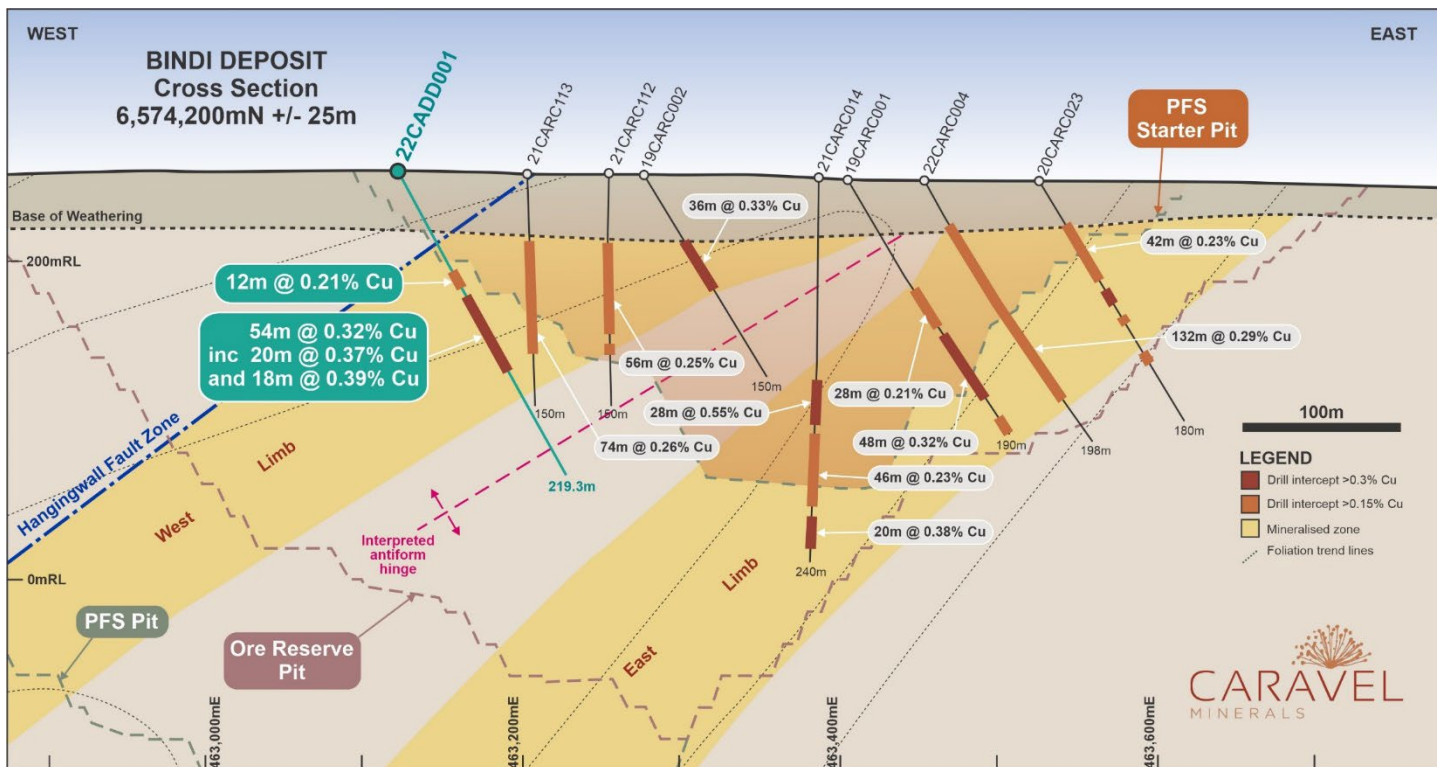 WEST
EAST
BINDI DEPOSIT
Cross Section
6,574,200mN +/- 25m
22CADD001
21CARC113
21CARC112
19CARC002
21CARC014
19CARC001
22CARC004
20CARC023
PFS
Starter Pit
Base of Weathering
200mRL
36m @ 0.33% Cu
42m @ 0.23% Cu
12m @ 0.21% Cu
54m @ 0.32% Cu
inc 20m @ 0.37% Cu
and 18m @ 0.39% Cu
132m @ 0.29% Cu
56m @ 0.25% Cu
150m
28m @ 0.21% Cu
150m
150m
28m @ 0.55% Cu
180m
100m
74m @ 0.26% Cu
48m @ 0.32% Cu
190m
198m
Hangingwall Fault Zone
Limb
West
219.3m
46m @ 0.23% Cu
LEGEND
Drill intercept >0.3% Cu
Drill intercept >0.15% Cu
Mineralised zone
Foliation trend lines
20m @ 0.38% Cu
Interpreted
antiform
hinge
240m
0mRL
Limb
East
PFS Pit
Ore Reserve
Pit
CARAVEL
MINERALS
463,000mE
463,200mE
463,400mE
463,600mE